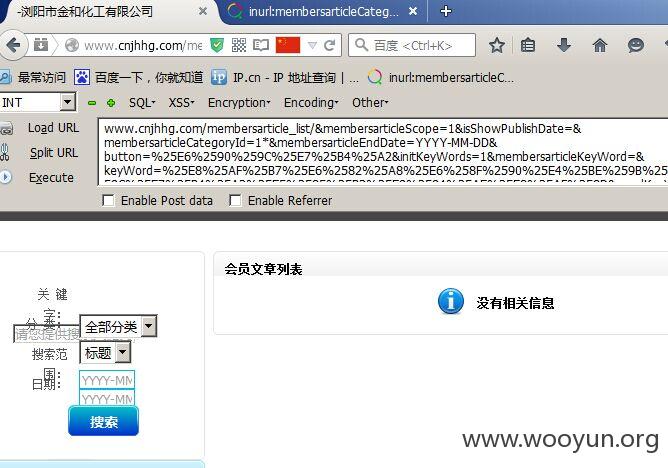 -浏阳市金和化工有限公司
inurl:membersarticleCateg...
www.cnjhhg.com/me
百度 <Ctrl+K>
最常访问
百度一下，你就知道
IP.cn - IP 地址查询 | ...
inurl:membersarticleC...
INT
SQL▾ XSS▾ Encryption▾ Encoding▾ Other▾
Load URL
Split URL
Execute
www.cnjhhg.com/membersarticle_list/&membersarticleScope=1&isShowPublishDate=&
membersarticleCategoryId=1*&membersarticleEndDate=YYYY-MM-DD&
button=%25E6%2590%259C%25E7%25B4%25A2&initKeyWords=1&membersarticleKeyWord=&
keyWord=%25E8%25AF%25B7%25E6%2582%25A8%25E6%258F%2590%25E4%25BE%259B%25
Enable Post data
Enable Referrer
会员文章列表
没有相关信息
关 键
字：
请您提供搜
分 类：
全部分类
搜索范
围：
标题
日期：
YYYY-MM
YYYY-MM
搜索
www.wooyun.org